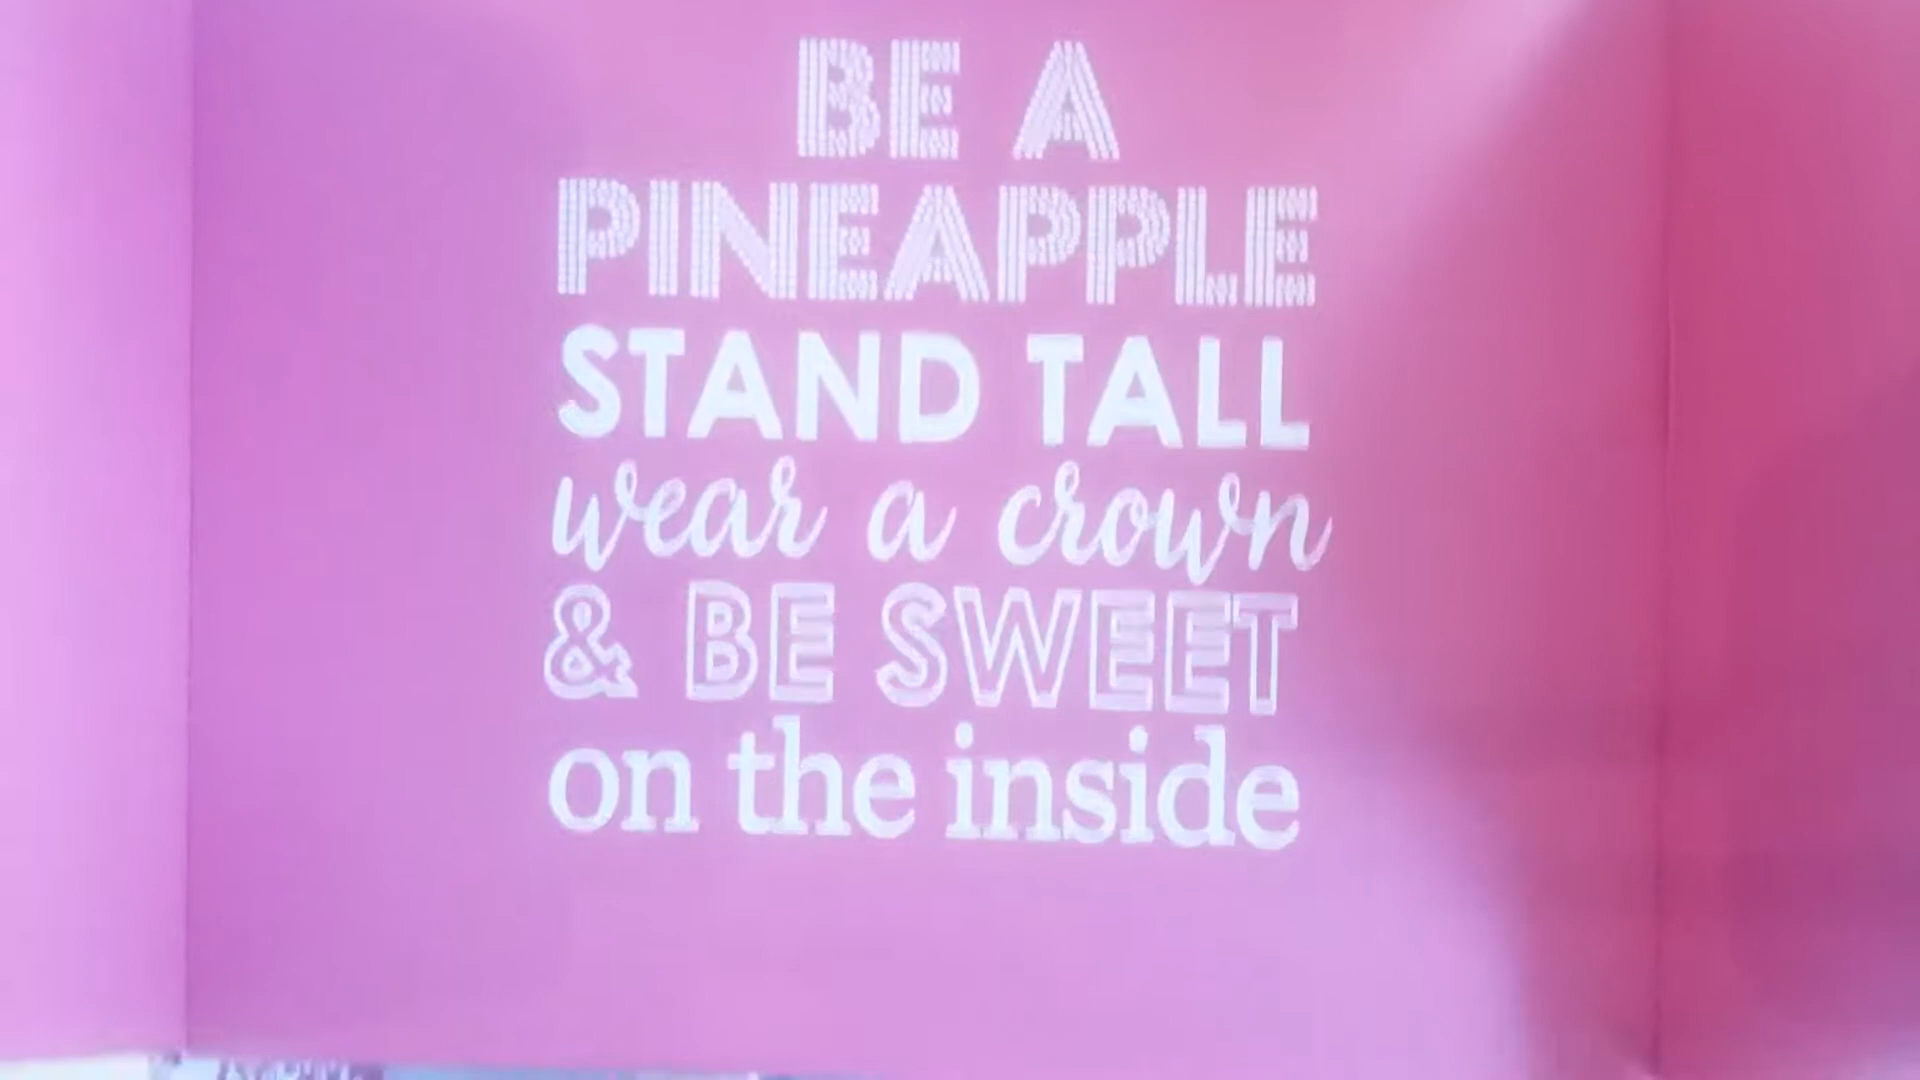 BE A
PINEAPPLE
STAND TALL
wear a crown
& BE SWEET
on the inside